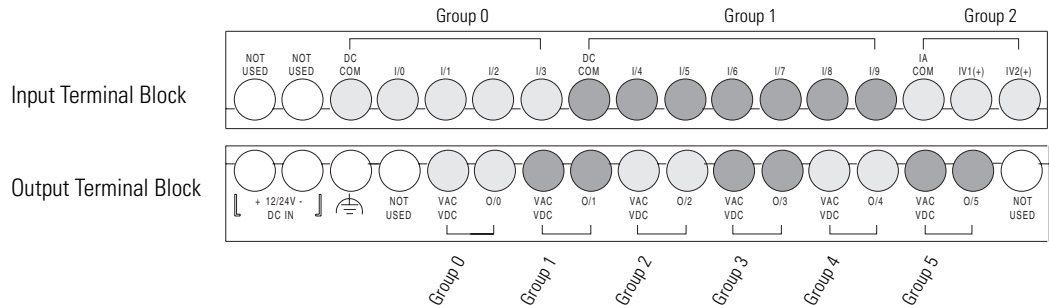 Group 0 Group 1 Group 2
NOT USED NOT USED DC COM I/0 I/1 I/2 I/3 DC COM I/4 I/5 I/6 I/7 I/8 I/9 IA COM IV1(+) IV2(+)
Input Terminal Block
Output Terminal Block
+ 12/24V - DC IN NOT USED VAC VDC O/0 VAC VDC O/1 VAC VDC O/2 VAC VDC O/3 VAC VDC O/4 VAC VDC O/5 NOT USED
Group 0 Group 1 Group 2 Group 3 Group 4 Group 5